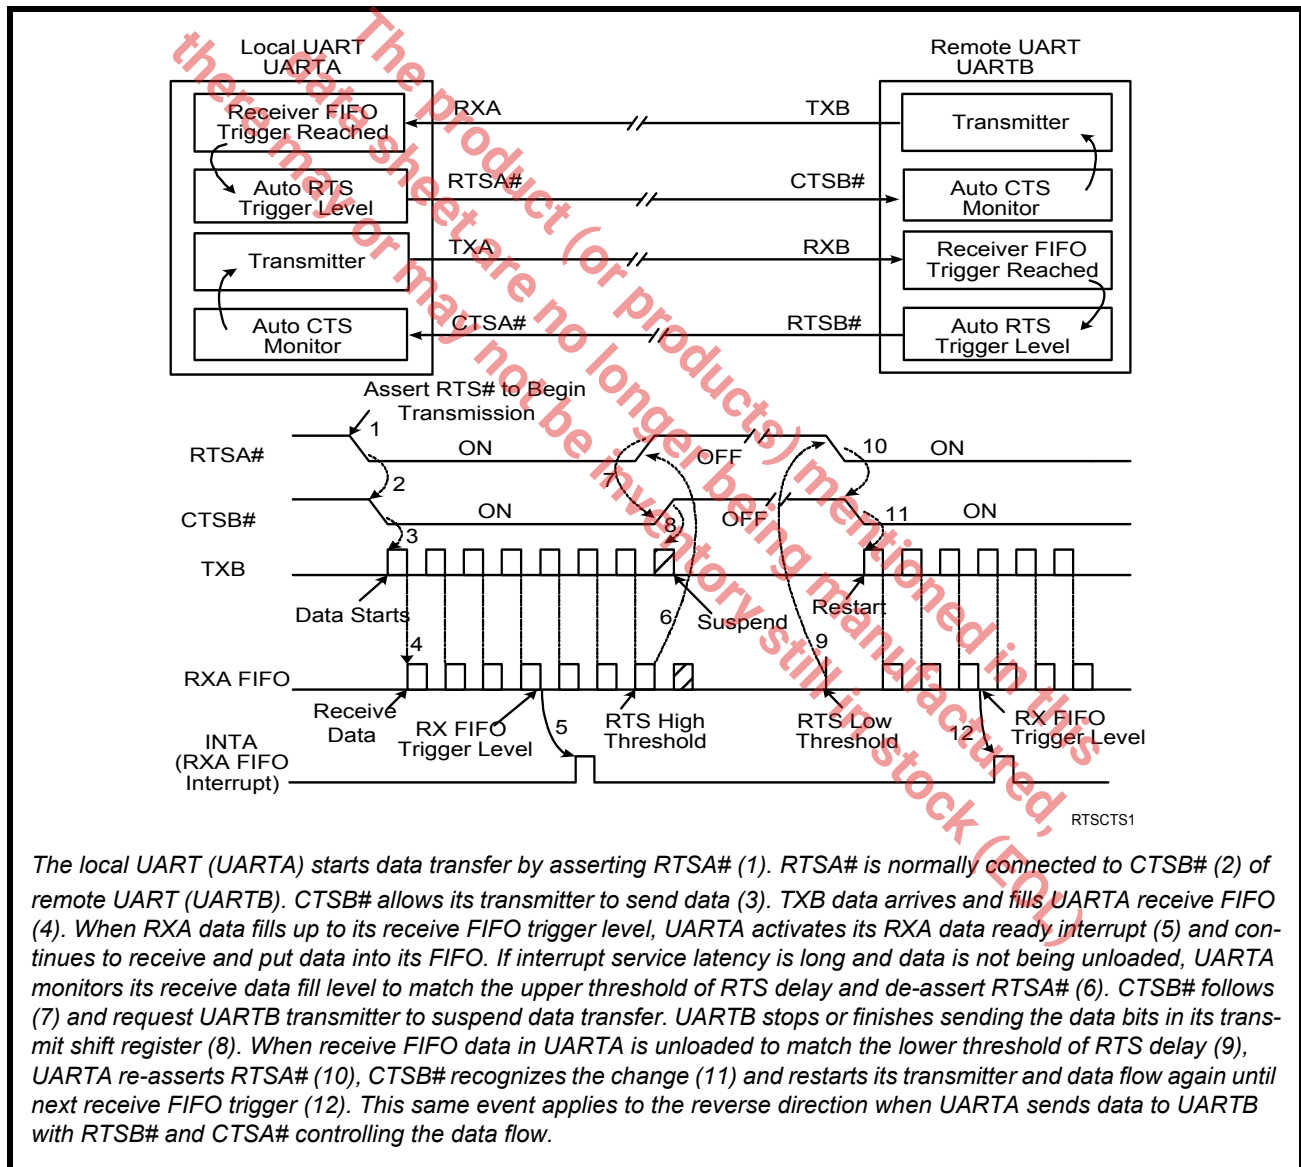 Local UART
UARTA
Remote UART
UARTB
Receiver FIFO
Trigger Reached
RXA
TXB
Transmitter
Auto RTS
Trigger Level
RTSA#
CTSB#
Auto CTS
Monitor
Transmitter
TXA
RXB
Receiver FIFO
Trigger Reached
Auto CTS
Monitor
CTSA#
RTSB#
Auto RTS
Trigger Level
Assert RTS# to Begin
Transmission
RTSA#
1
ON
7
OFF
10
ON
2
CTSB#
ON
8
OFF
11
ON
3
TXB
Data Starts
6
Suspend
Restart
4
9
RXA FIFO
Receive
Data
RX FIFO
Trigger Level
5
RTS High
Threshold
RTS Low
Threshold
12
RX FIFO
Trigger Level
INTA
(RXA FIFO
Interrupt)
RTSCTS1
The local UART (UARTA) starts data transfer by asserting RTSA# (1). RTSA# is normally connected to CTSB# (2) of
remote UART (UARTB). CTSB# allows its transmitter to send data (3). TXB data arrives and fills UARTA receive FIFO
(4). When RXA data fills up to its receive FIFO trigger level, UARTA activates its RXA data ready interrupt (5) and con-
tinues to receive and put data into its FIFO. If interrupt service latency is long and data is not being unloaded, UARTA
monitors its receive data fill level to match the upper threshold of RTS delay and de-assert RTSA# (6). CTSB# follows
(7) and request UARTB transmitter to suspend data transfer. UARTB stops or finishes sending the data bits in its trans-
mit shift register (8). When receive FIFO data in UARTA is unloaded to match the lower threshold of RTS delay (9),
UARTA re-asserts RTSA# (10), CTSB# recognizes the change (11) and restarts its transmitter and data flow again until
next receive FIFO trigger (12). This same event applies to the reverse direction when UARTA sends data to UARTB
with RTSB# and CTSA# controlling the data flow.
The product (or products) mentioned in this
data sheet are no longer being manufactured,
there may or may not be inventory still in stock (EOL)